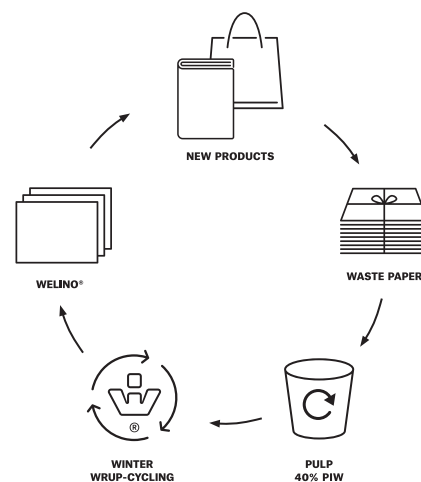 NEW PRODUCTS
WASTE PAPER
PULP
40% PIW
WINTER
WRUP-CYCLING
®
WELINO®